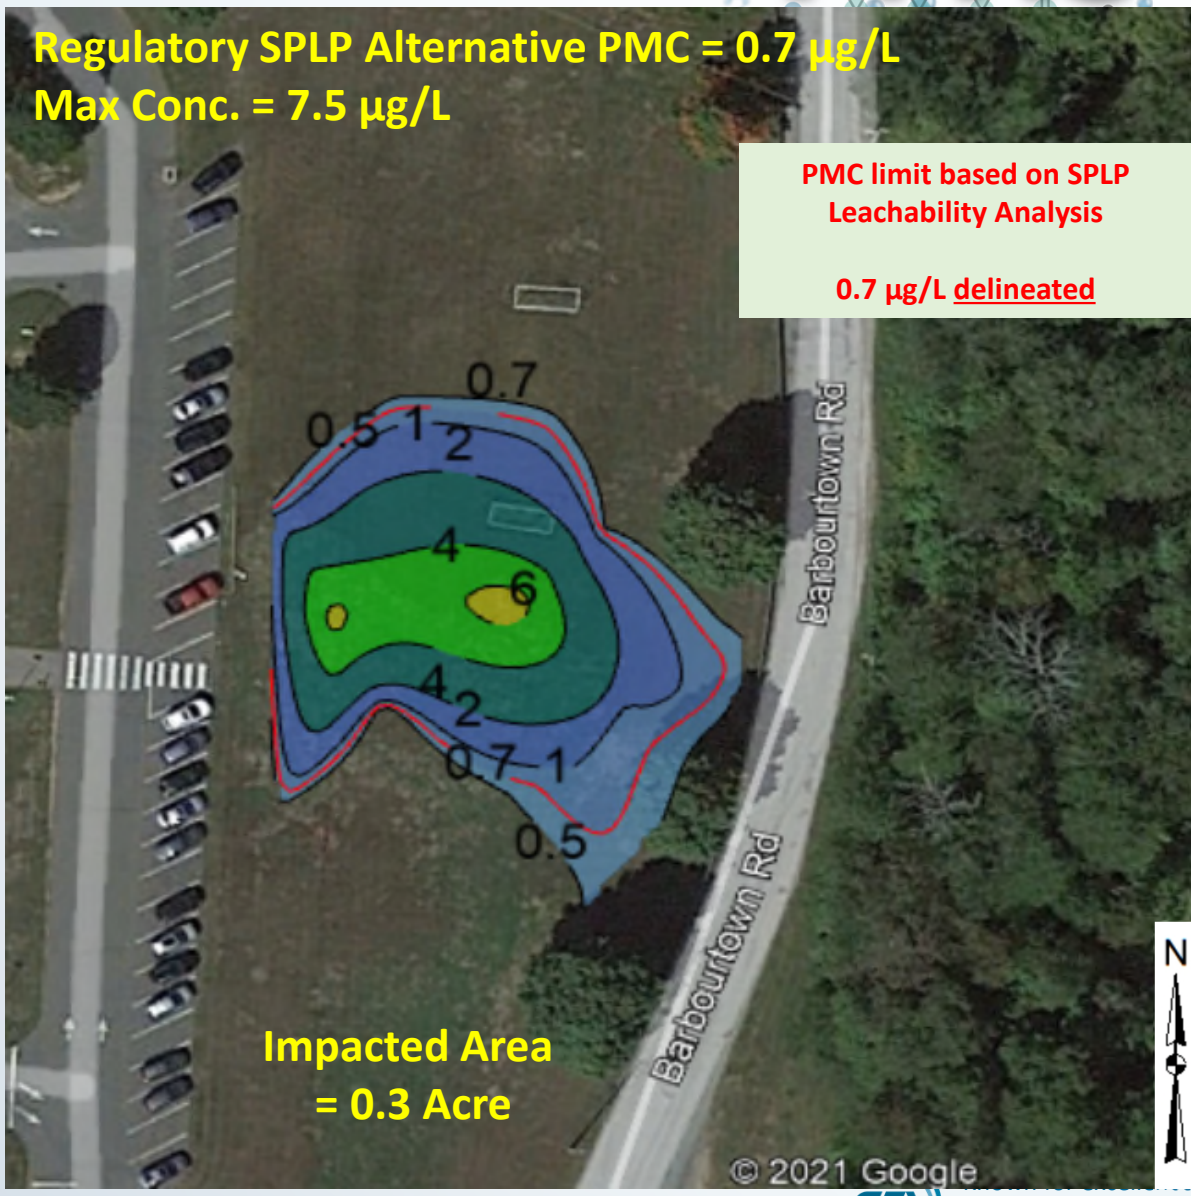 Regulatory SPLP Alternative PMC = 0.7 µg/L
Max Conc. = 7.5 µg/L
PMC limit based on SPLP
Leachability Analysis
0.7 µg/L delineated
0.7
0.5
1
2
4
6
4
2
0.7
1
0.5
Barbourtown Rd
Barbourtown Rd
N
Impacted Area
= 0.3 Acre
© 2021 Google